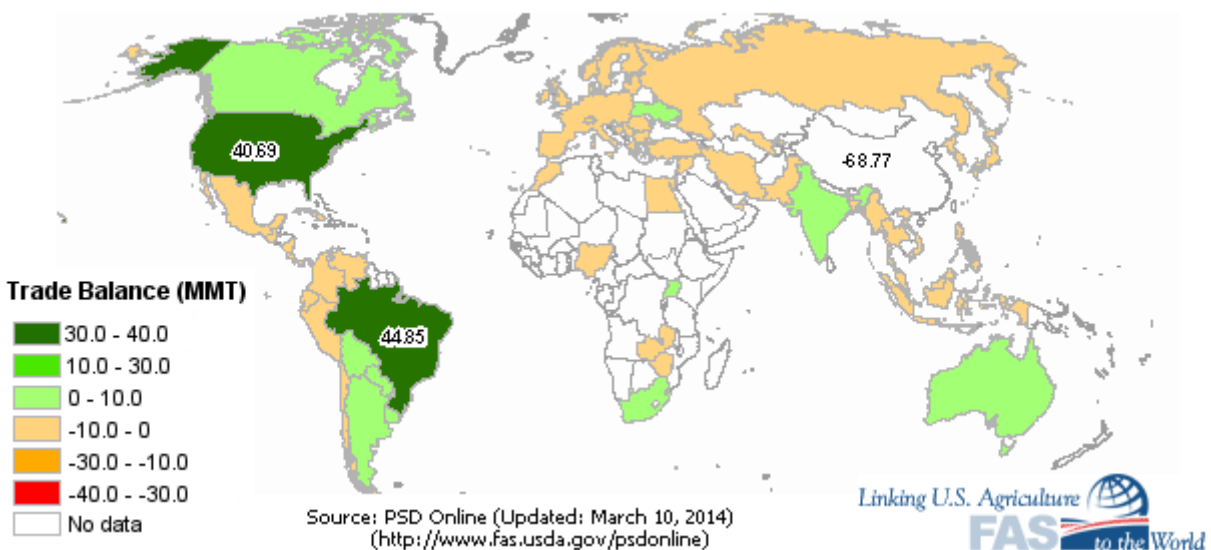 40.69
-68.77
44.85
Trade Balance (MMT)
30.0 - 40.0
10.0 - 30.0
0 - 10.0
-10.0 - 0
-30.0 - -10.0
-40.0 - -30.0
No data
Source: PSD Online (Updated: March 10, 2014)
(http://www.fas.usda.gov/psdonline)
Linking U.S. Agriculture
FAS to the World